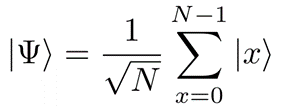 |Ψ⟩ = 1/√N ∑_{x=0}^{N−1} |x⟩